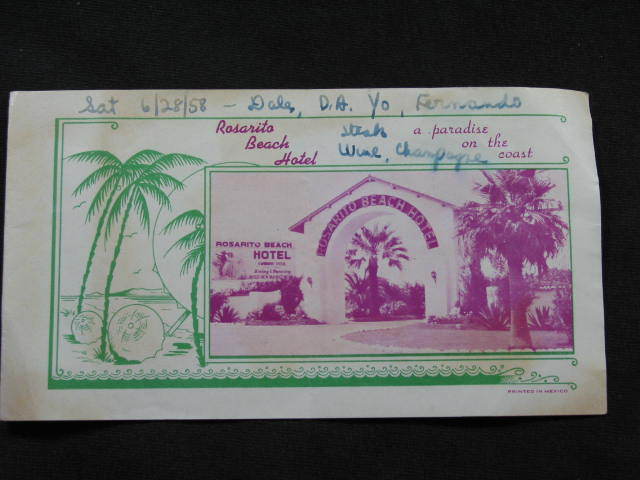 Sat 6/28/58 - Dale, D.A. Yo, Fernando
Rosarito
Beach
Hotel
Steak
Wine, Champagne
a paradise
on the
coast
ROSARITO BEACH HOTEL
ROSARITO BEACH
HOTEL
PRINTED IN MEXICO